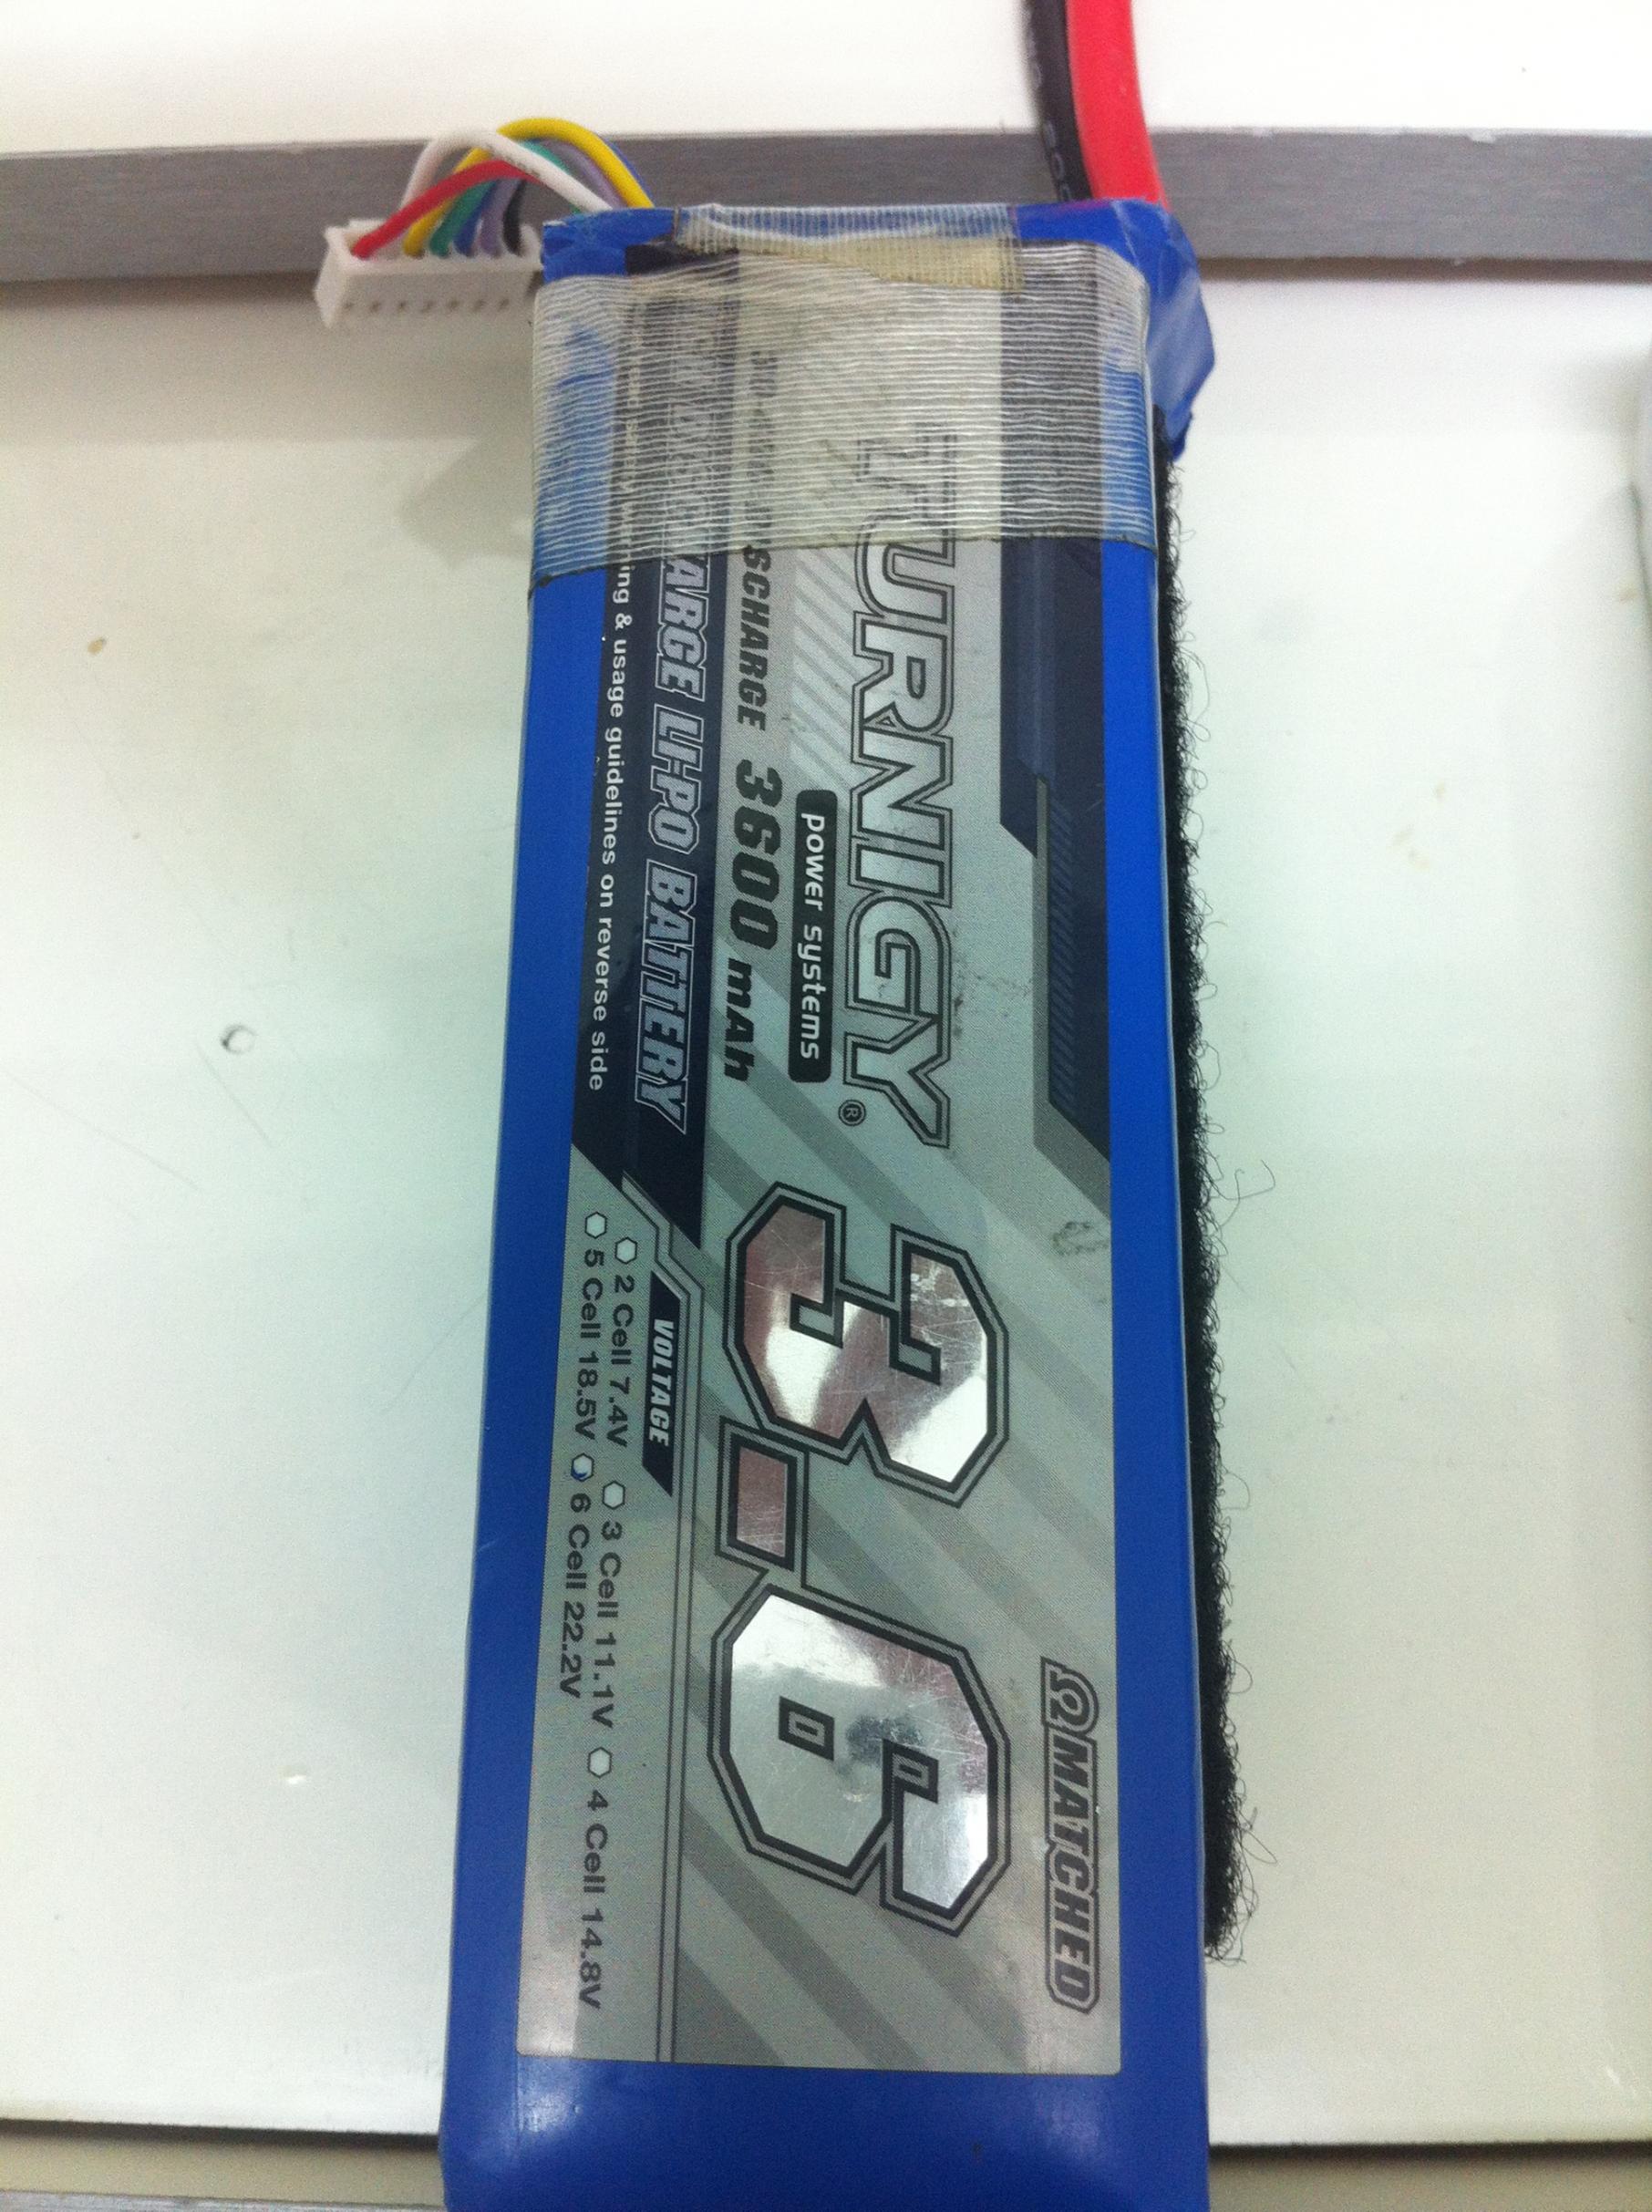 TURNIGY®
power systems
SCHARGE 3600 mAh
ARGE LI-PO BATTERY
ing & usage guidelines on reverse side
3.6
ΩMATCHED
VOLTAGE
2 Cell 7.4V 3 Cell 11.1V 4 Cell 14.8V
5 Cell 18.5V 6 Cell 22.2V